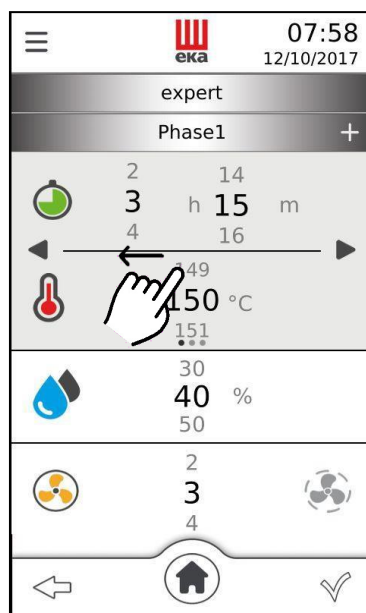 07:58
eka
12/10/2017
expert
Phase1 +
2 14
3 h 15 m
4 16
149
150 °C
151
30
40 %
50
2
3
4